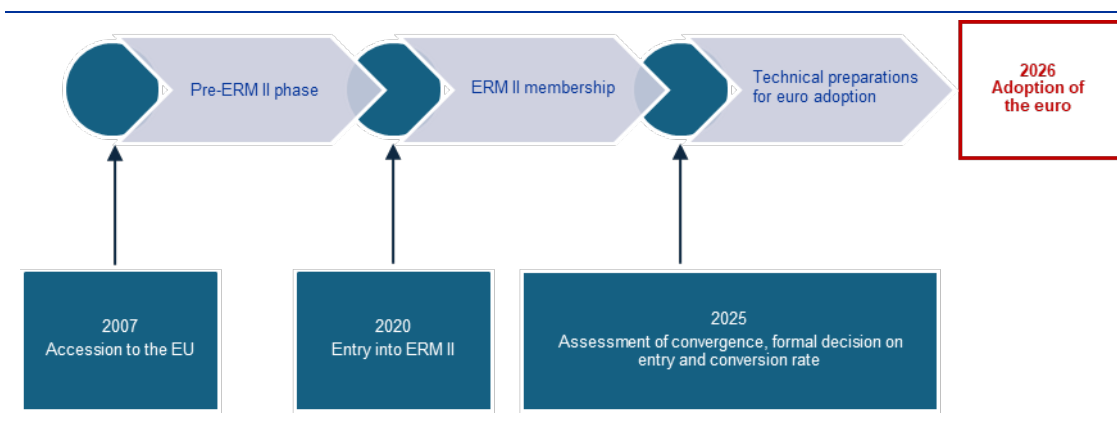 Pre-ERM II phase
ERM II membership
Technical preparations
for euro adoption
2026
Adoption of
the euro
2007
Accession to the EU
2020
Entry into ERM II
2025
Assessment of convergence, formal decision on
entry and conversion rate